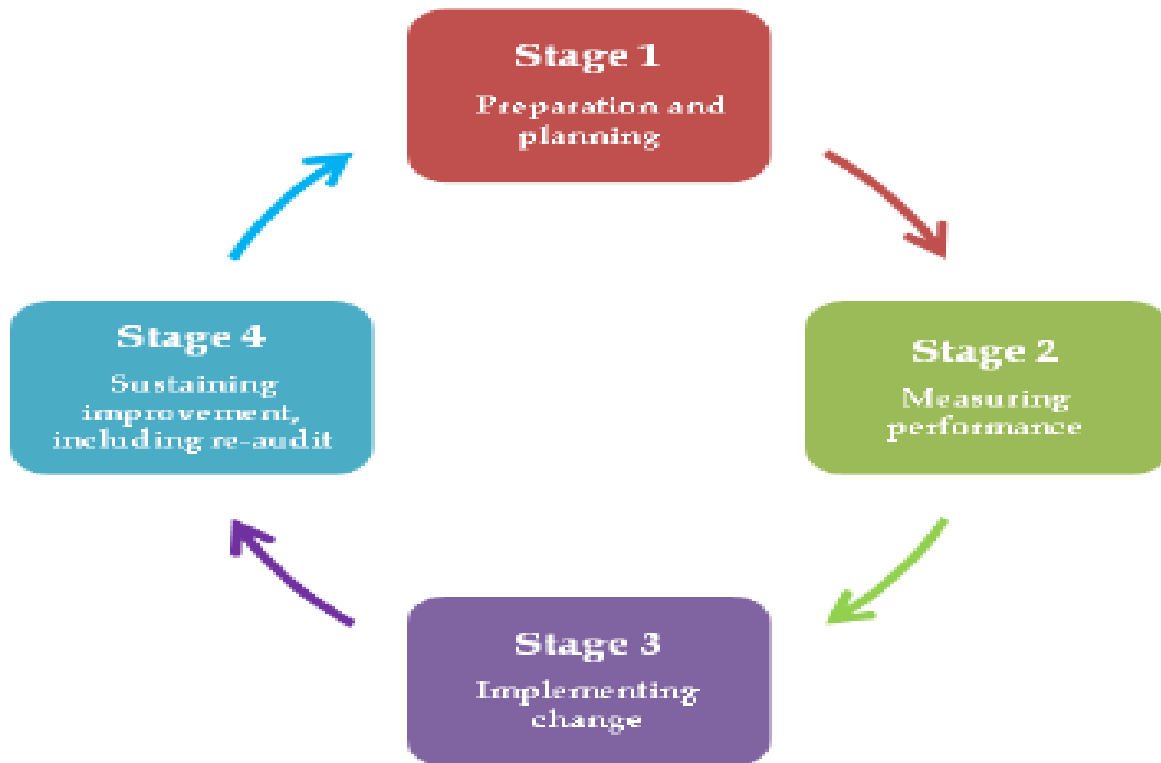 Stage 1
Preparation and
planning
Stage 2
Measuring
performance
Stage 3
Implementing
change
Stage 4
Sustaining
improvement,
including re-audit